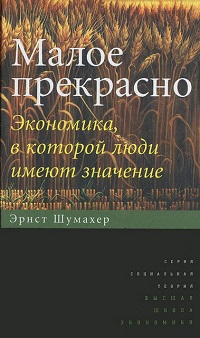 Малое
прекрасно
Экономика,
в которой люди
имеют значение
Эрнст Шумахер
СЕРИЯ
СОЦИАЛЬНАЯ
ТЕОРИЯ
ВЫСШАЯ
ШКОЛА
ЭКОНОМИКИ